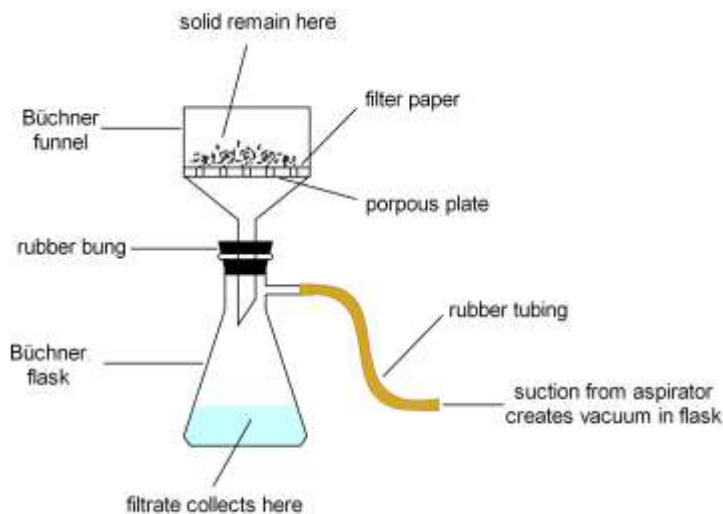 solid remain here
filter paper
Büchner
funnel
porpous plate
rubber bung
rubber tubing
Büchner
flask
suction from aspirator
creates vacuum in flask
filtrate collects here